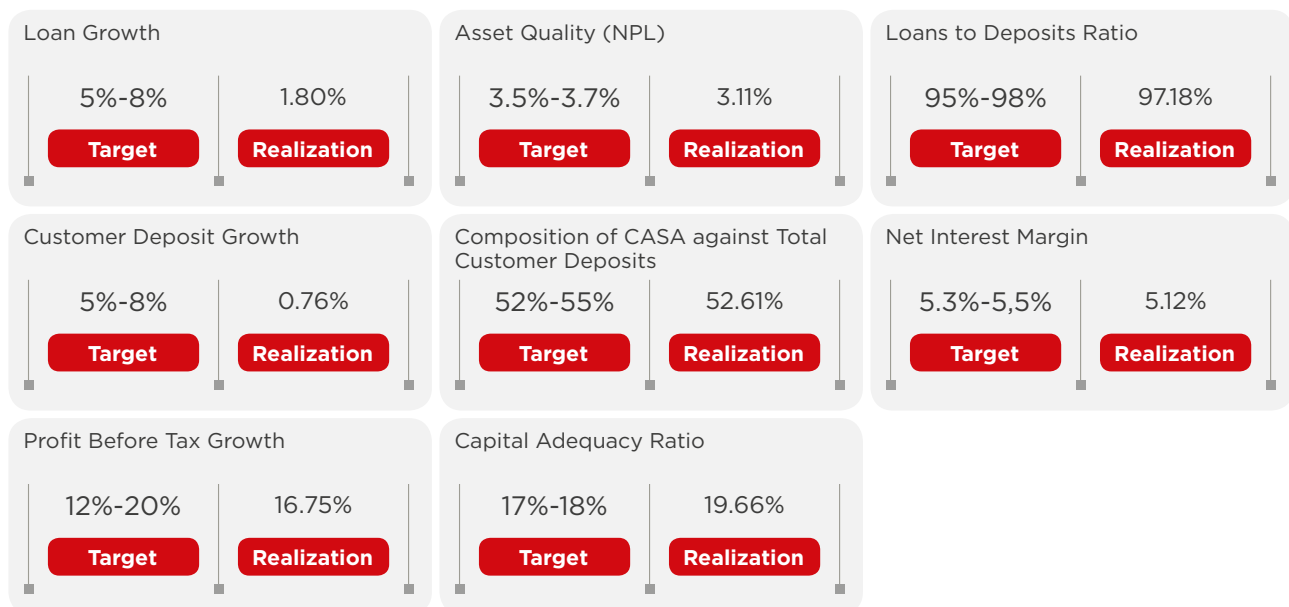 Loan Growth
5%-8%
1.80%
Target
Realization
Asset Quality (NPL)
3.5%-3.7%
3.11%
Target
Realization
Loans to Deposits Ratio
95%-98%
97.18%
Target
Realization
Customer Deposit Growth
5%-8%
0.76%
Target
Realization
Composition of CASA against Total
Customer Deposits
52%-55%
52.61%
Target
Realization
Net Interest Margin
5.3%-5,5%
5.12%
Target
Realization
Profit Before Tax Growth
12%-20%
16.75%
Target
Realization
Capital Adequacy Ratio
17%-18%
19.66%
Target
Realization